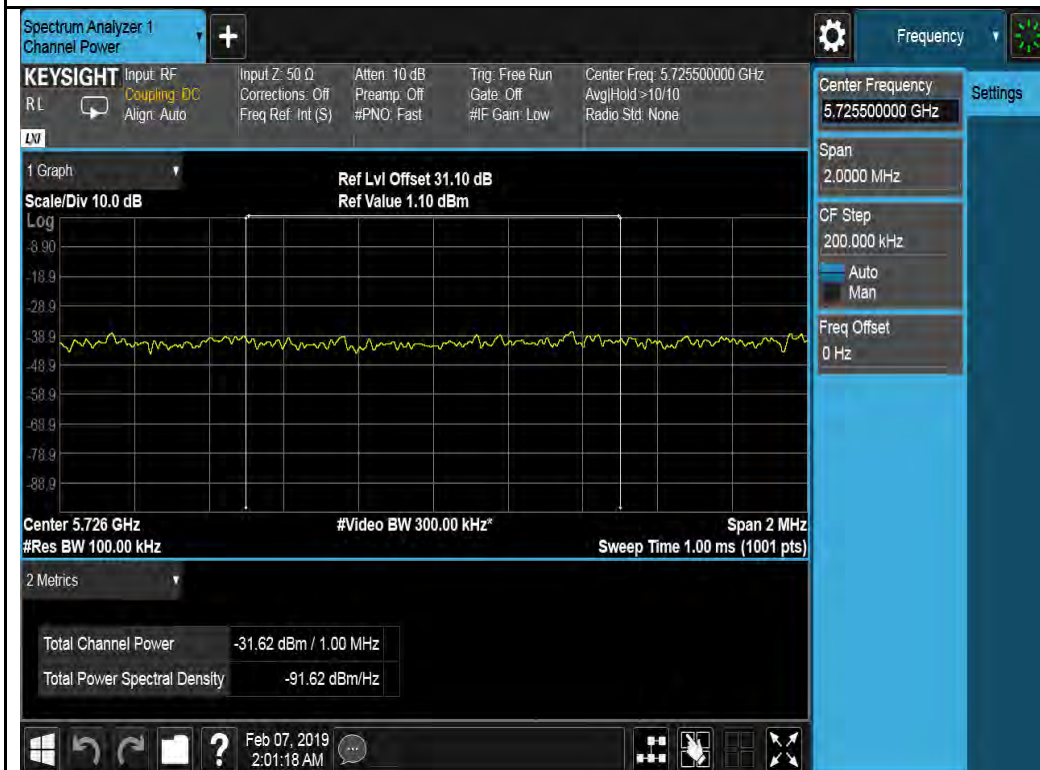 Spectrum Analyzer 1
Channel Power
+
Frequency
KEYSIGHT
RL
LXI
Input: RF
Coupling: DC
Align: Auto
Input Z: 50 Ω
Corrections: Off
Freq Ref: Int (S)
Atten: 10 dB
Preamp: Off
#PNO: Fast
Trig: Free Run
Gate: Off
#IF Gain: Low
Center Freq: 5.725500000 GHz
Avg|Hold >10/10
Radio Std: None
Center Frequency
5.725500000 GHz
Settings
Span
2.0000 MHz
CF Step
200.000 kHz
Auto
Man
Freq Offset
0 Hz
1 Graph
Scale/Div 10.0 dB
Ref Lvl Offset 31.10 dB
Ref Value 1.10 dBm
Log
-8.90
-18.9
-28.9
-38.9
-48.9
-58.9
-68.9
-78.9
-88.9
Center 5.726 GHz
#Video BW 300.00 kHz*
Span 2 MHz
#Res BW 100.00 kHz
Sweep Time 1.00 ms (1001 pts)
2 Metrics
Total Channel Power
-31.62 dBm / 1.00 MHz
Total Power Spectral Density
-91.62 dBm/Hz
?
Feb 07, 2019
2:01:18 AM